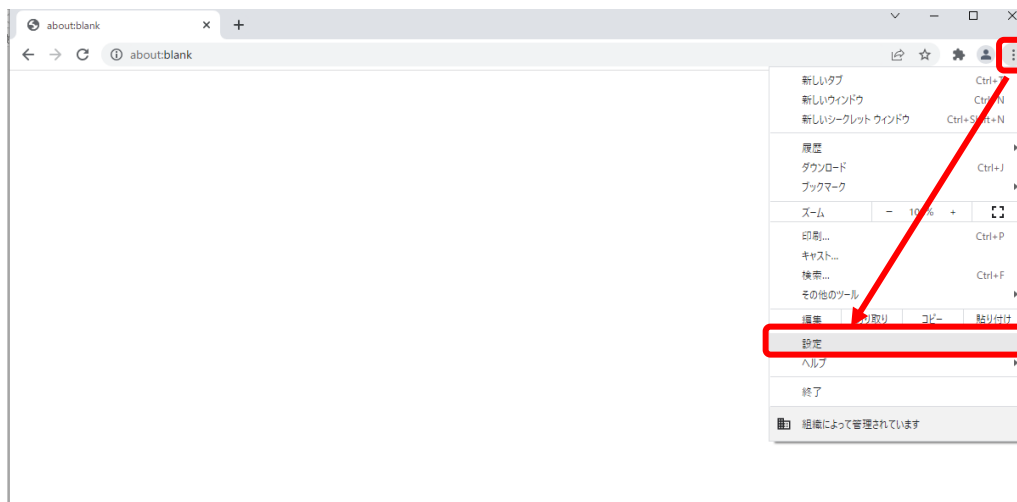 about:blank
about:blank
新しいタブ
新しいウィンドウ
新しいシークレット ウィンドウ
履歴
ダウンロード Ctrl+J
ブックマーク
ズーム - +
印刷... Ctrl+P
キャスト...
検索... Ctrl+F
その他のツール
編集 コピー 貼り付け
設定
ヘルプ
終了
組織によって管理されています